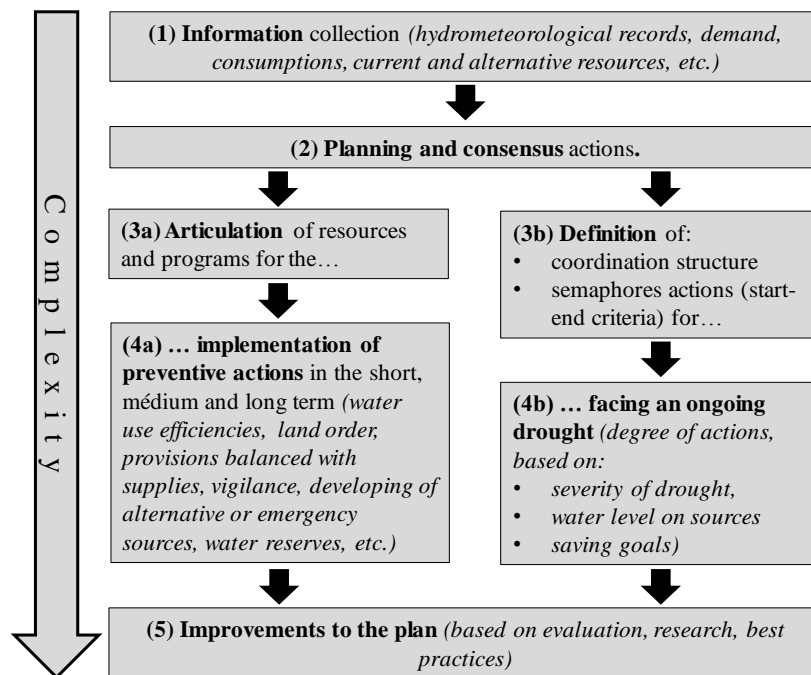 Complexity
(1) Information collection (hydrometeorological records, demand,
consumptions, current and alternative resources, etc.)
(2) Planning and consensus actions.
(3a) Articulation of resources
and programs for the…
(4a) … implementation of
preventive actions in the short,
médium and long term (water
use efficiencies, land order,
provisions balanced with
supplies, vigilance, developing of
alternative or emergency
sources, water reserves, etc.)
(3b) Definition of:
• coordination structure
• semaphores actions (start-
end criteria) for…
(4b) … facing an ongoing
drought (degree of actions,
based on:
• severity of drought,
• water level on sources
• saving goals)
(5) Improvements to the plan (based on evaluation, research, best
practices)